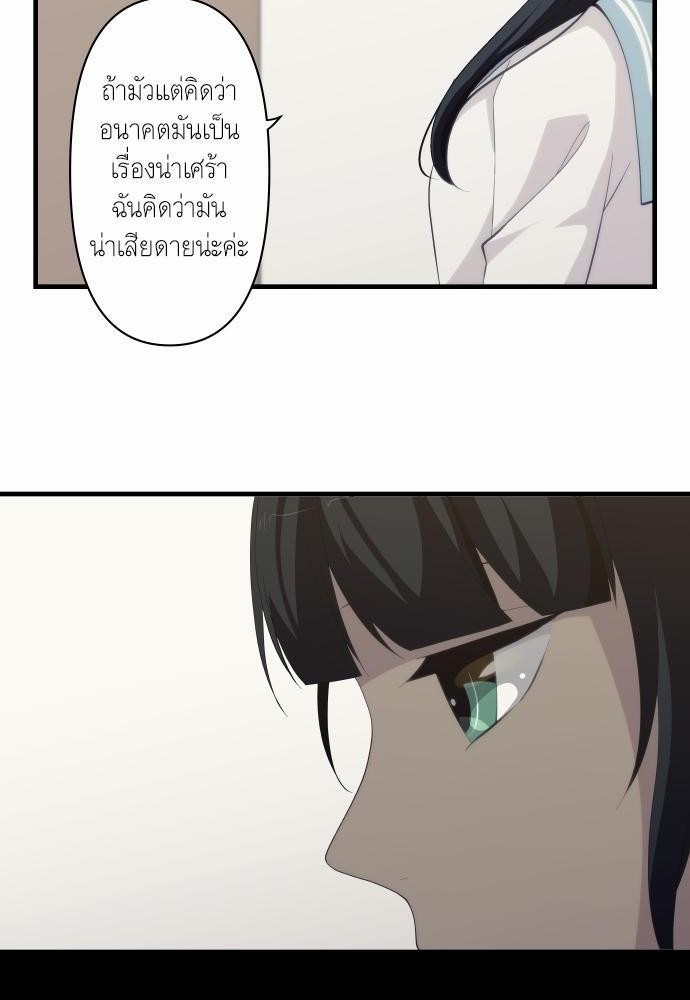 ถ้ามัวแต่คิดว่า
อนาคตมันเป็น
เรื่องน่าเศร้า
ฉันคิดว่ามัน
น่าเสียดายน่ะค่ะ